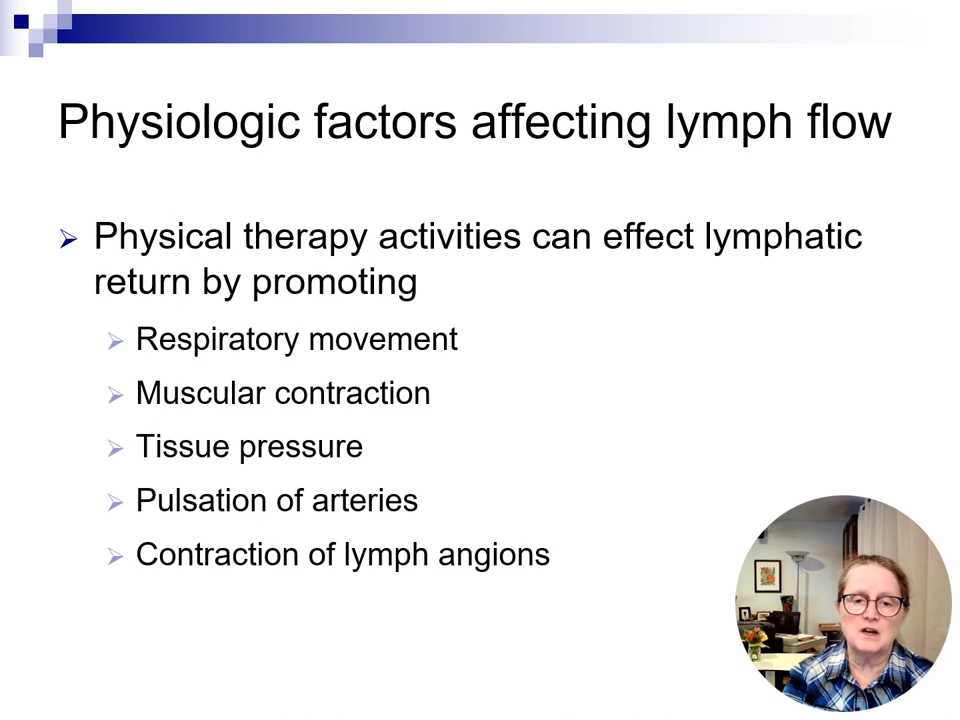 Physiologic factors affecting lymph flow
Physical therapy activities can effect lymphatic
return by promoting
Respiratory movement
Muscular contraction
Tissue pressure
Pulsation of arteries
Contraction of lymph angions